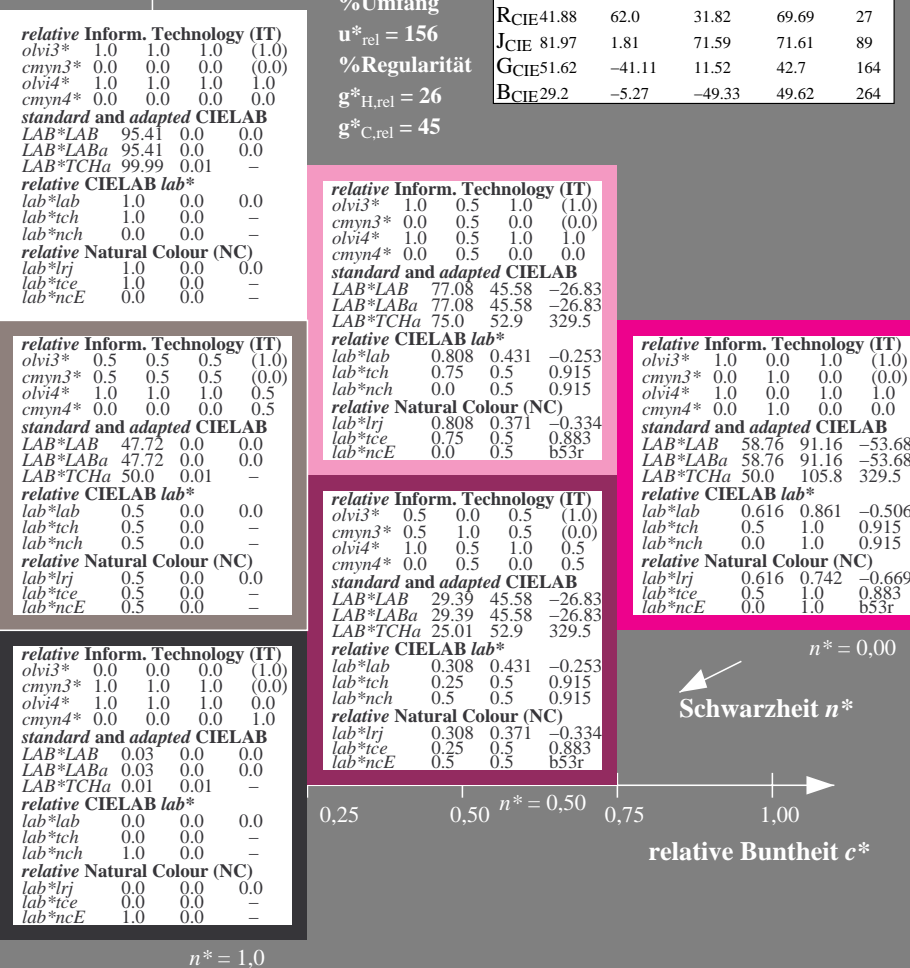 %Umfang
u*rel = 156
%Regularität
g*H,rel = 26
g*C,rel = 45
RCIE 41.88 62.0 31.82 69.69 27
JCIE 81.97 1.81 71.59 71.61 89
GCIE 51.62 −41.11 11.52 42.7 164
BCIE 29.2 −5.27 −49.33 49.62 264
relative Inform. Technology (IT)
olvi3* 1.0 1.0 1.0 (1.0)
cmyn3* 0.0 0.0 0.0 (0.0)
olvi4* 1.0 1.0 1.0 1.0
cmyn4* 0.0 0.0 0.0 0.0
standard and adapted CIELAB
LAB*LAB 95.41 0.0 0.0
LAB*LABa 95.41 0.0 0.0
LAB*TCHa 99.99 0.01 –
relative CIELAB lab*
lab*lab 1.0 0.0 0.0
lab*tch 1.0 0.0 –
lab*nch 0.0 0.0 –
relative Natural Colour (NC)
lab*lrj 1.0 0.0 0.0
lab*tce 1.0 0.0 –
lab*ncE 0.0 0.0 –
relative Inform. Technology (IT)
olvi3* 1.0 0.5 1.0 (1.0)
cmyn3* 0.0 0.5 0.0 (0.0)
olvi4* 1.0 0.5 1.0 1.0
cmyn4* 0.0 0.5 0.0 0.0
standard and adapted CIELAB
LAB*LAB 77.08 45.58 −26.83
LAB*LABa 77.08 45.58 −26.83
LAB*TCHa 75.0 52.9 329.5
relative CIELAB lab*
lab*lab 0.808 0.431 −0.253
lab*tch 0.75 0.5 0.915
lab*nch 0.0 0.5 0.915
relative Natural Colour (NC)
lab*lrj 0.808 0.371 −0.334
lab*tce 0.75 0.5 0.883
lab*ncE 0.0 0.5 b53r
relative Inform. Technology (IT)
olvi3* 0.5 0.5 0.5 (1.0)
cmyn3* 0.5 0.5 0.5 (0.0)
olvi4* 1.0 1.0 1.0 0.5
cmyn4* 0.0 0.0 0.0 0.5
standard and adapted CIELAB
LAB*LAB 47.72 0.0 0.0
LAB*LABa 47.72 0.0 0.0
LAB*TCHa 50.0 0.01 –
relative CIELAB lab*
lab*lab 0.5 0.0 0.0
lab*tch 0.5 0.0 –
lab*nch 0.5 0.0 –
relative Natural Colour (NC)
lab*lrj 0.5 0.0 0.0
lab*tce 0.5 0.0 –
lab*ncE 0.5 0.0 –
relative Inform. Technology (IT)
olvi3* 1.0 0.0 1.0 (1.0)
cmyn3* 0.0 1.0 0.0 (0.0)
olvi4* 1.0 0.0 1.0 1.0
cmyn4* 0.0 1.0 0.0 0.0
standard and adapted CIELAB
LAB*LAB 58.76 91.16 −53.68
LAB*LABa 58.76 91.16 −53.68
LAB*TCHa 50.0 105.8 329.5
relative CIELAB lab*
lab*lab 0.616 0.861 −0.506
lab*tch 0.5 1.0 0.915
lab*nch 0.0 1.0 0.915
relative Natural Colour (NC)
lab*lrj 0.616 0.742 −0.669
lab*tce 0.5 1.0 0.883
lab*ncE 0.0 1.0 b53r
relative Inform. Technology (IT)
olvi3* 0.5 0.0 0.5 (1.0)
cmyn3* 0.5 1.0 0.5 (0.0)
olvi4* 1.0 0.5 1.0 0.5
cmyn4* 0.0 0.5 0.0 0.5
standard and adapted CIELAB
LAB*LAB 29.39 45.58 −26.83
LAB*LABa 29.39 45.58 −26.83
LAB*TCHa 25.01 52.9 329.5
relative CIELAB lab*
lab*lab 0.308 0.431 −0.253
lab*tch 0.25 0.5 0.915
lab*nch 0.5 0.5 0.915
relative Natural Colour (NC)
lab*lrj 0.308 0.371 −0.334
lab*tce 0.25 0.5 0.883
lab*ncE 0.5 0.5 b53r
relative Inform. Technology (IT)
olvi3* 0.0 0.0 0.0 (1.0)
cmyn3* 1.0 1.0 1.0 (0.0)
olvi4* 1.0 1.0 1.0 0.0
cmyn4* 0.0 0.0 0.0 1.0
standard and adapted CIELAB
LAB*LAB 0.03 0.0 0.0
LAB*LABa 0.03 0.0 0.0
LAB*TCHa 0.01 0.01 –
relative CIELAB lab*
lab*lab 0.0 0.0 0.0
lab*tch 0.0 0.0 –
lab*nch 1.0 0.0 –
relative Natural Colour (NC)
lab*lrj 0.0 0.0 0.0
lab*tce 0.0 0.0 –
lab*ncE 1.0 0.0 –
n* = 0,00
Schwarzheit n*
n* = 0,50
0,25 0,50 0,75 1,00
relative Buntheit c*
n* = 1,0